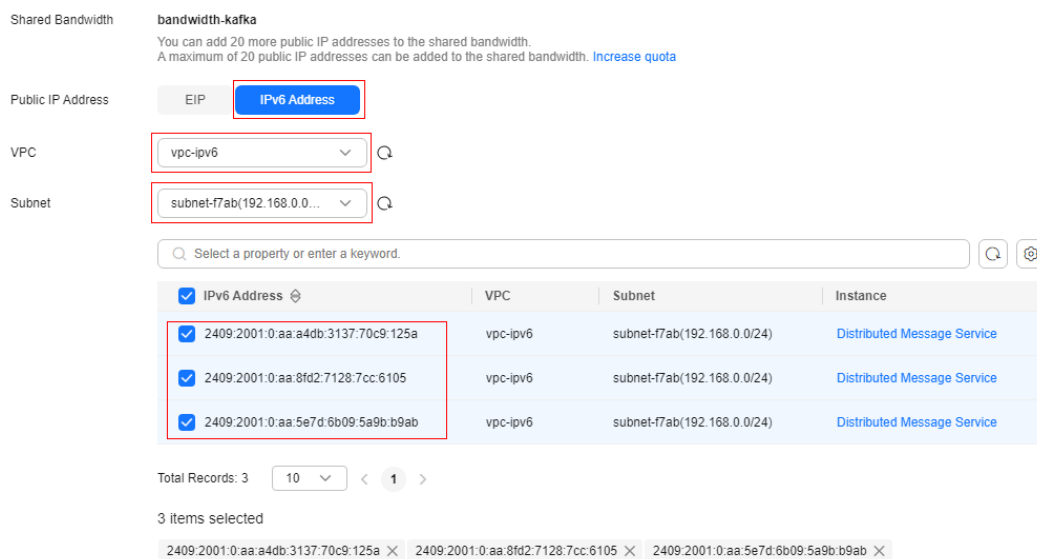 Shared Bandwidth bandwidth-kafka
You can add 20 more public IP addresses to the shared bandwidth.
A maximum of 20 public IP addresses can be added to the shared bandwidth. Increase quota
Public IP Address EIP IPv6 Address
VPC vpc-ipv6
Subnet subnet-f7ab(192.168.0.0...
Select a property or enter a keyword.
IPv6 Address VPC Subnet Instance
2409:2001:0:aa:a4db:3137:70c9:125a vpc-ipv6 subnet-f7ab(192.168.0.0/24) Distributed Message Service
2409:2001:0:aa:8fd2:7128:7cc:6105 vpc-ipv6 subnet-f7ab(192.168.0.0/24) Distributed Message Service
2409:2001:0:aa:5e7d:6b09:5a9b:b9ab vpc-ipv6 subnet-f7ab(192.168.0.0/24) Distributed Message Service
Total Records: 3 10 < 1 >
3 items selected
2409:2001:0:aa:a4db:3137:70c9:125a × 2409:2001:0:aa:8fd2:7128:7cc:6105 × 2409:2001:0:aa:5e7d:6b09:5a9b:b9ab ×